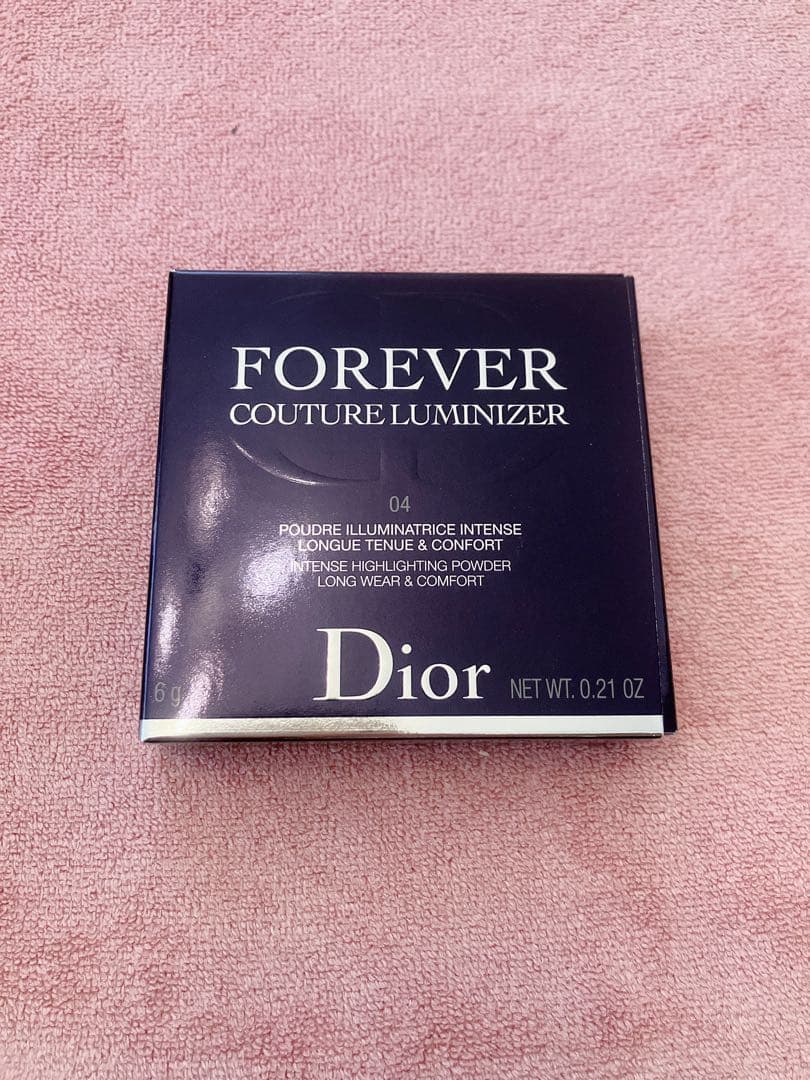 FOREVER
COUTURE LUMINIZER
04
POUDRE ILLUMINATRICE INTENSE
LONGUE TENUE & CONFORT
INTENSE HIGHLIGHTING POWDER
LONG WEAR & COMFORT
6 g
Dior
NET WT. 0.21 OZ